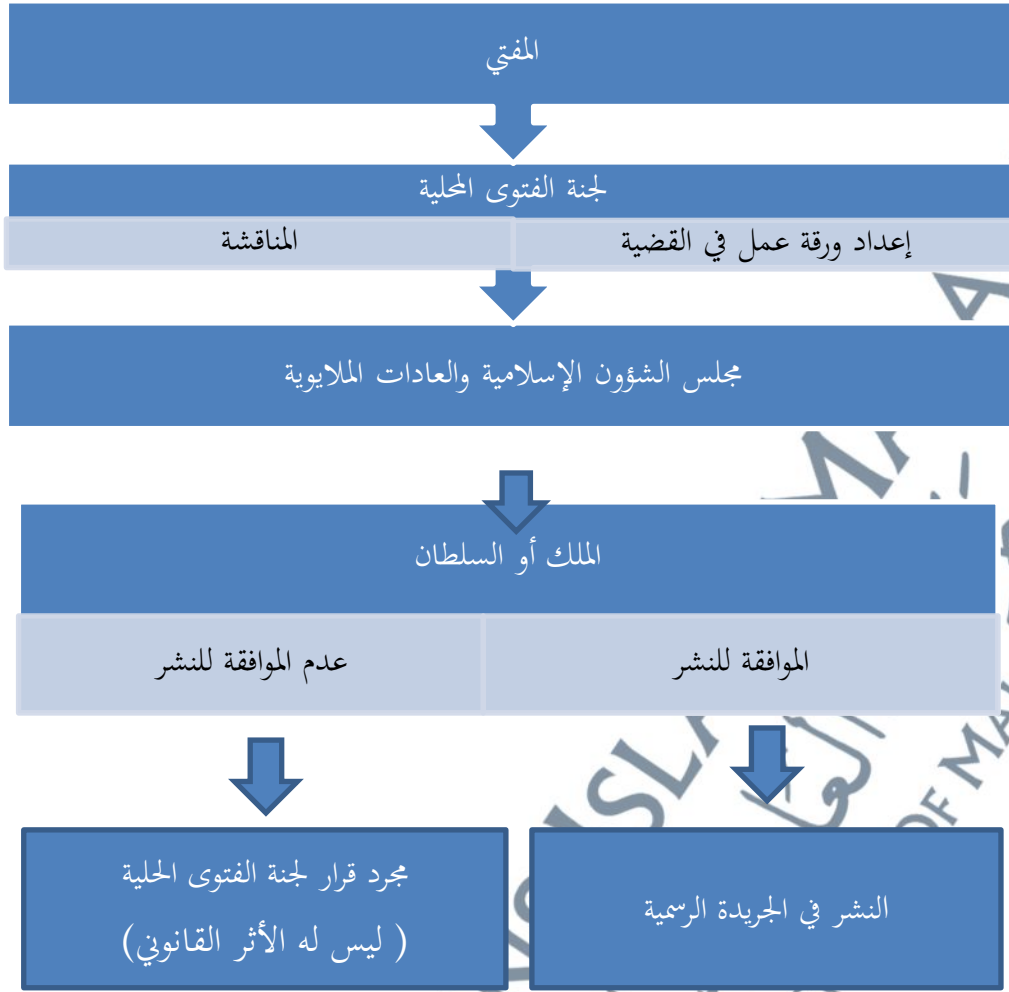 المفتي
لجنة الفتوى المحلية
إعداد ورقة عمل في القضية
المناقشة
مجلس الشؤون الإسلامية والعادات الملايوية
الملك أو السلطان
الموافقة للنشر
عدم الموافقة للنشر
النشر في الجريدة الرسمية
مجرد قرار لجنة الفتوى الحلية
( ليس له الأثر القانوني)